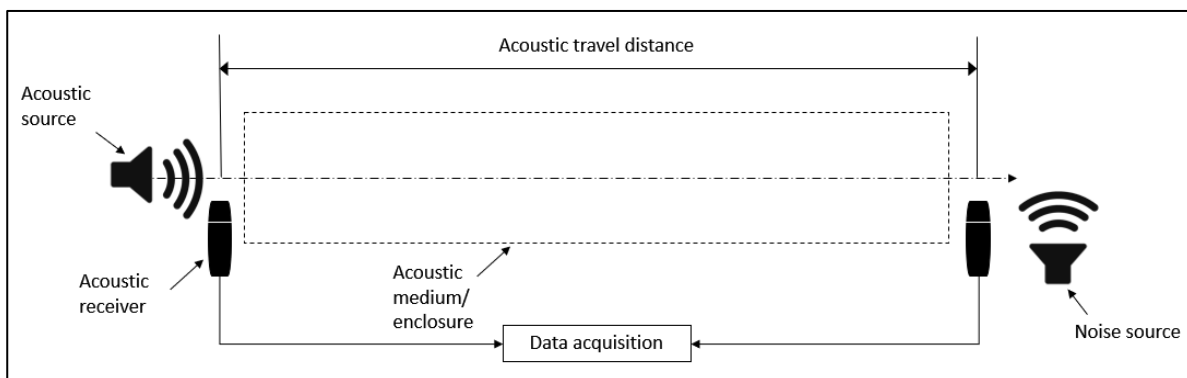 Acoustic travel distance
Acoustic
source
Acoustic
receiver
Acoustic
medium/
enclosure
Data acquisition
Noise source